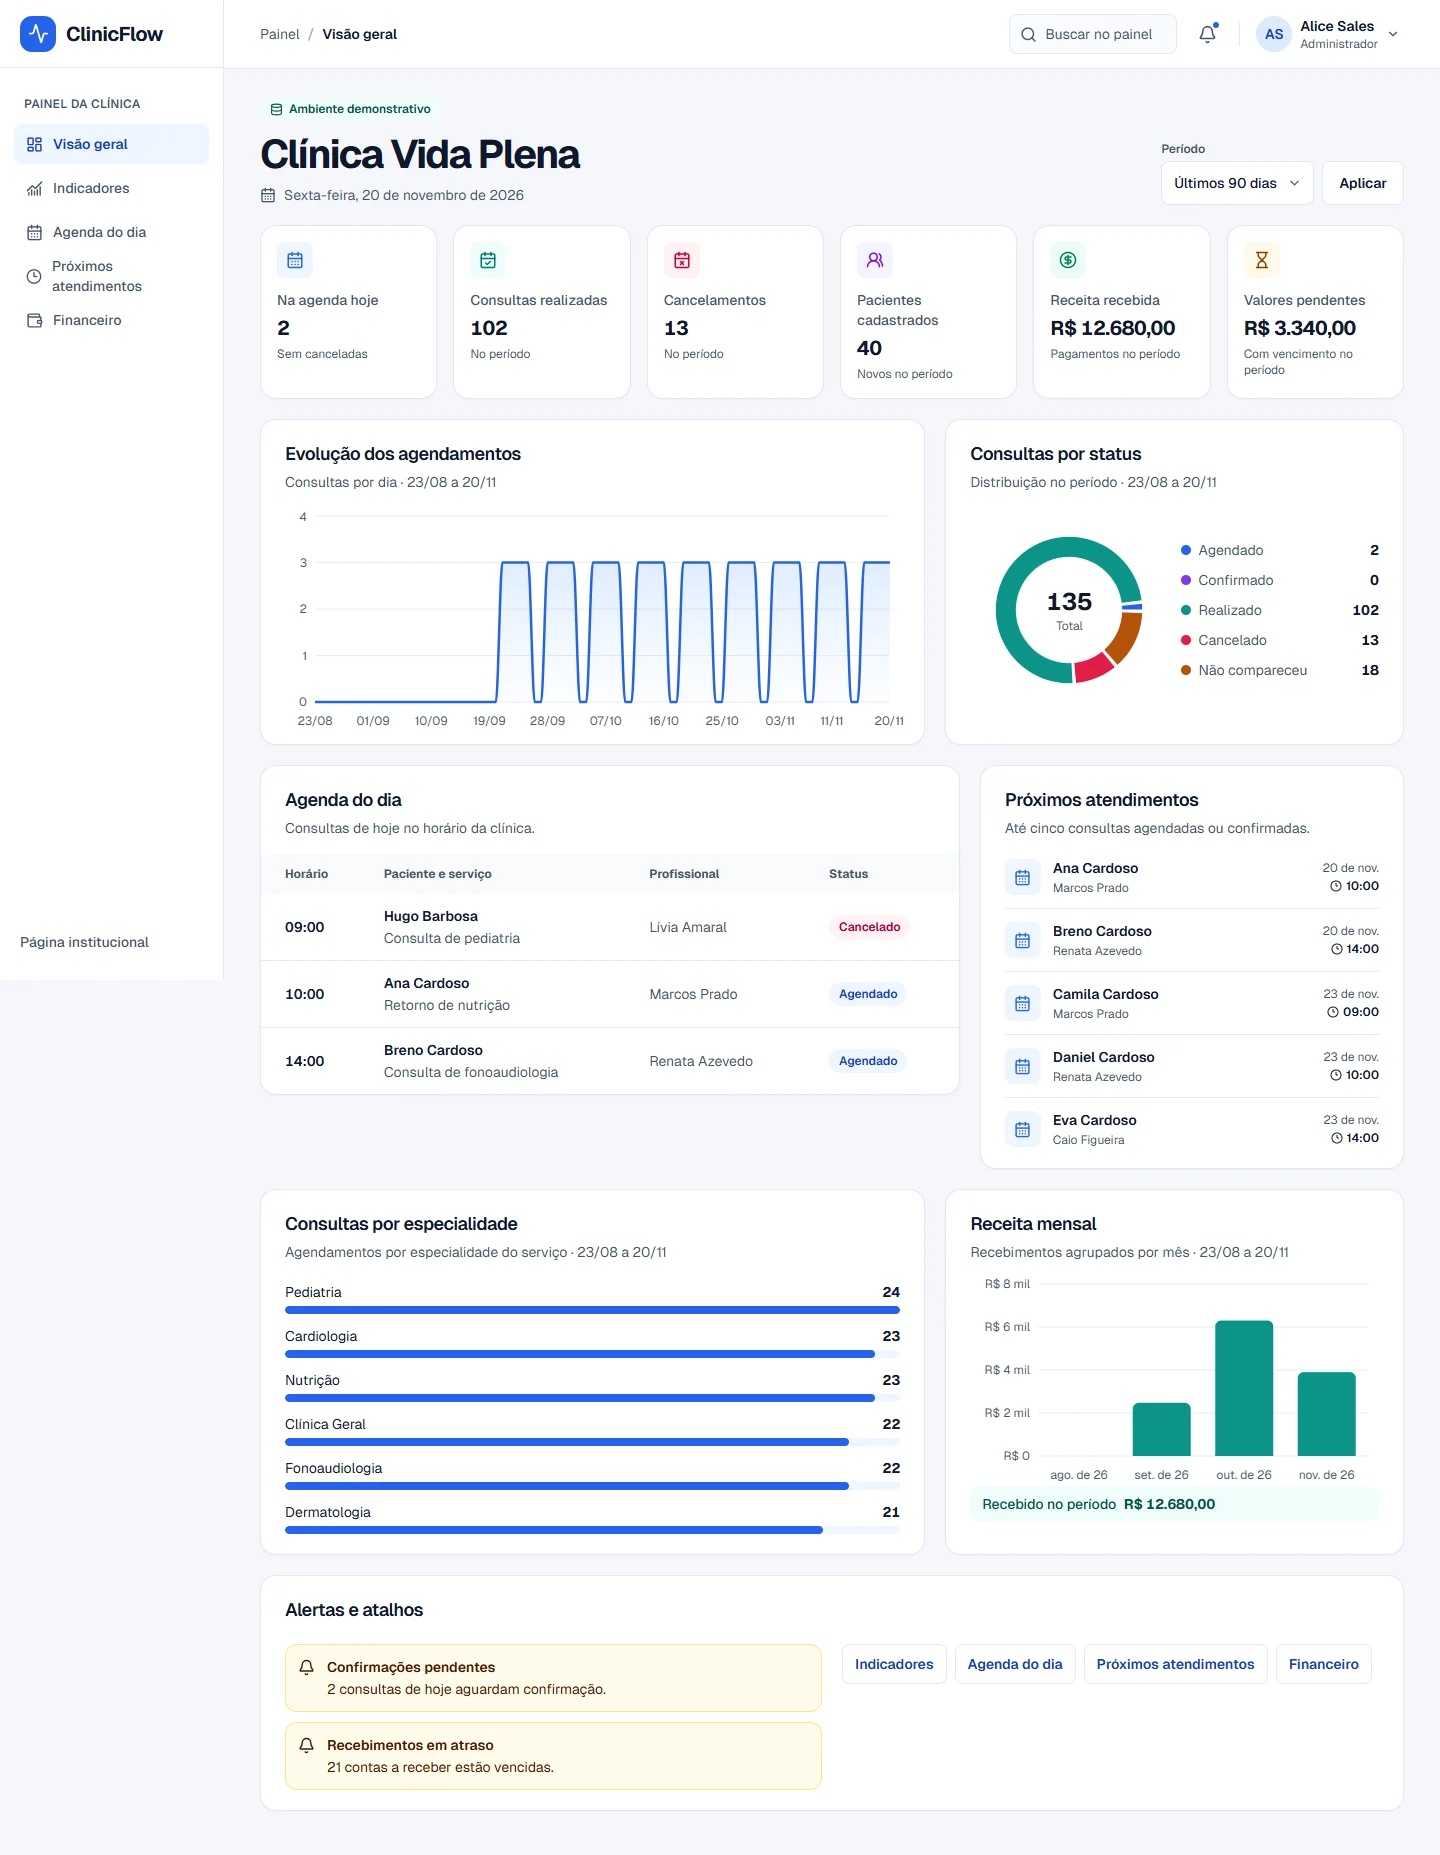 ClinicFlow
Painel / Visão geral
Buscar no painel
AS
Alice Sales
Administrador
PAINEL DA CLÍNICA
Visão geral
Indicadores
Agenda do dia
Próximos
atendimentos
Financeiro
Página institucional
Ambiente demonstrativo
Clínica Vida Plena
Sexta-feira, 20 de novembro de 2026
Período
Últimos 90 dias
Aplicar
Na agenda hoje
2
Sem canceladas
Consultas realizadas
102
No período
Cancelamentos
13
No período
Pacientes
cadastrados
40
Novos no período
Receita recebida
R$ 12.680,00
Pagamentos no período
Valores pendentes
R$ 3.340,00
Com vencimento no
período
Evolução dos agendamentos
Consultas por dia · 23/08 a 20/11
4
3
2
1
0
23/08 01/09 10/09 19/09 28/09 07/10 16/10 25/10 03/11 11/11 20/11
Consultas por status
Distribuição no período · 23/08 a 20/11
135
Total
Agendado 2
Confirmado 0
Realizado 102
Cancelado 13
Não compareceu 18
Agenda do dia
Consultas de hoje no horário da clínica.
Horário Paciente e serviço Profissional Status
09:00 Hugo Barbosa Lívia Amaral Cancelado
Consulta de pediatria
10:00 Ana Cardoso Marcos Prado Agendado
Retorno de nutrição
14:00 Breno Cardoso Renata Azevedo Agendado
Consulta de fonoaudiologia
Próximos atendimentos
Até cinco consultas agendadas ou confirmadas.
Ana Cardoso 20 de nov.
Marcos Prado 10:00
Breno Cardoso 20 de nov.
Renata Azevedo 14:00
Camila Cardoso 23 de nov.
Marcos Prado 09:00
Daniel Cardoso 23 de nov.
Renata Azevedo 10:00
Eva Cardoso 23 de nov.
Caio Figueira 14:00
Consultas por especialidade
Agendamentos por especialidade do serviço · 23/08 a 20/11
Pediatria 24
Cardiologia 23
Nutrição 23
Clínica Geral 22
Fonoaudiologia 22
Dermatologia 21
Receita mensal
Recebimentos agrupados por mês · 23/08 a 20/11
R$ 8 mil
R$ 6 mil
R$ 4 mil
R$ 2 mil
R$ 0
ago. de 26 set. de 26 out. de 26 nov. de 26
Recebido no período R$ 12.680,00
Alertas e atalhos
Confirmações pendentes
2 consultas de hoje aguardam confirmação.
Recebimentos em atraso
21 contas a receber estão vencidas.
Indicadores
Agenda do dia
Próximos atendimentos
Financeiro